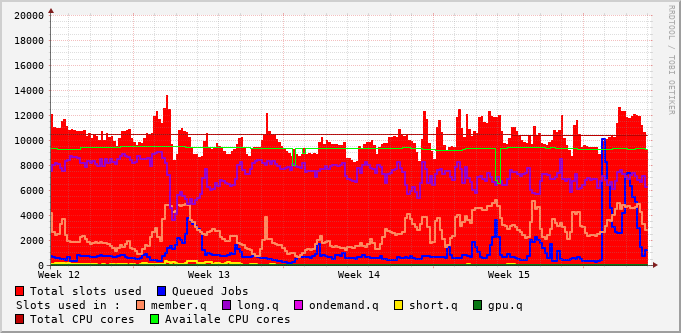 20000
18000
16000
14000
12000
10000
8000
6000
4000
2000
0
Week 12 Week 13 Week 14 Week 15
Total slots used Queued Jobs
Slots used in : member.q long.q ondemand.q short.q gpu.q
Total CPU cores Availale CPU cores
RRDTOOL / TOBI OETIKER